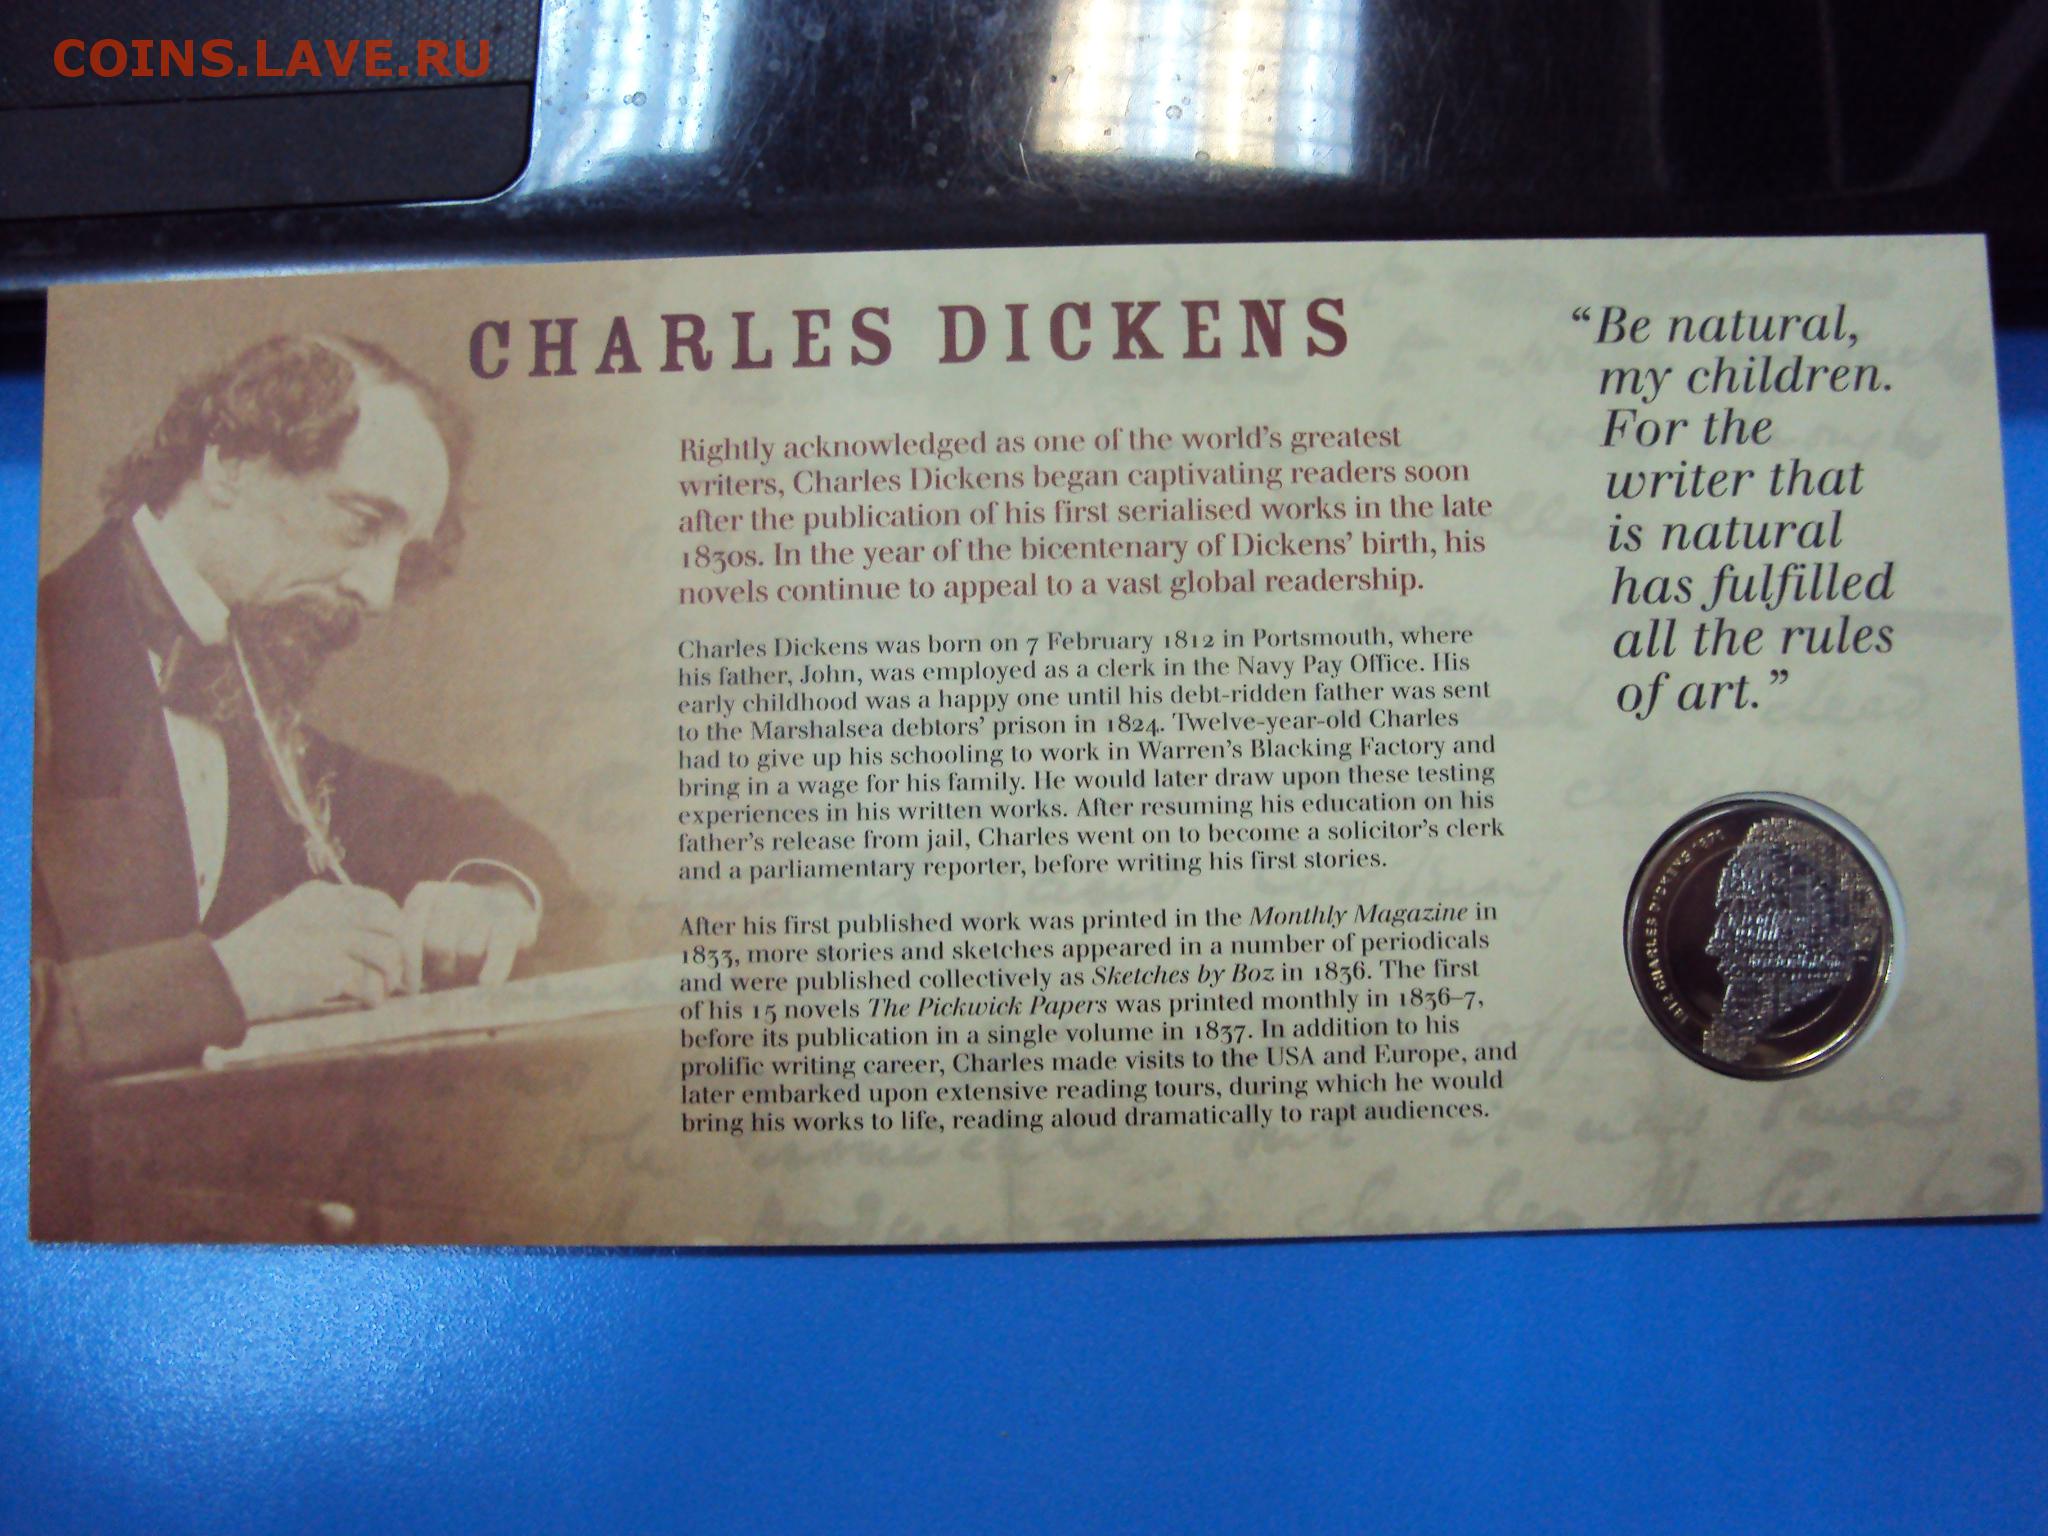 COINS.LAVE.RU
CHARLES DICKENS
Rightly acknowledged as one of the world's greatest
writers, Charles Dickens began captivating readers soon
after the publication of his first serialised works in the late
1830s. In the year of the bicentenary of Dickens' birth, his
novels continue to appeal to a vast global readership.
Charles Dickens was born on 7 February 1812 in Portsmouth, where
his father, John, was employed as a clerk in the Navy Pay Office. His
early childhood was a happy one until his debt-ridden father was sent
to the Marshalsea debtors' prison in 1824. Twelve-year-old Charles
had to give up his schooling to work in Warren's Blacking Factory and
bring in a wage for his family. He would later draw upon these testing
experiences in his written works. After resuming his education on his
father's release from jail, Charles went on to become a solicitor's clerk
and a parliamentary reporter, before writing his first stories.
After his first published work was printed in the Monthly Magazine in
1833, more stories and sketches appeared in a number of periodicals
and were published collectively as Sketches by Boz in 1836. The first
of his 15 novels The Pickwick Papers was printed monthly in 1836–7,
before its publication in a single volume in 1837. In addition to his
prolific writing career, Charles made visits to the USA and Europe, and
later embarked upon extensive reading tours, during which he would
bring his works to life, reading aloud dramatically to rapt audiences.
“Be natural,
my children.
For the
writer that
is natural
has fulfilled
all the rules
of art.”
1812 CHARLES DICKENS 1870